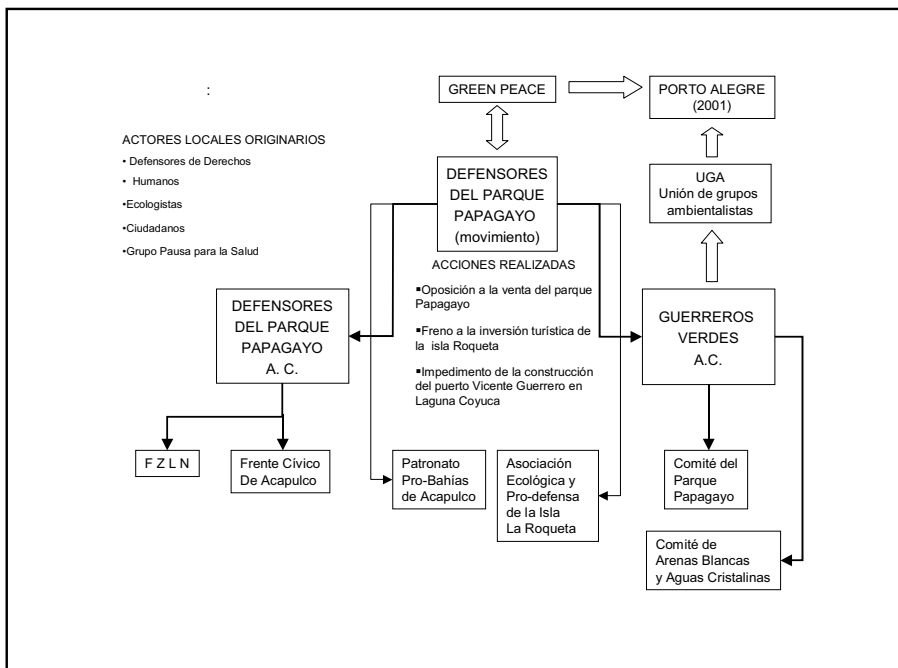 :
GREEN PEACE
PORTO ALEGRE
(2001)
ACTORES LOCALES ORIGINARIOS
• Defensores de Derechos
• Humanos
•Ecologistas
•Ciudadanos
•Grupo Pausa para la Salud
DEFENSORES
DEL PARQUE
PAPAGAYO
(movimiento)
UGA
Unión de grupos
ambientalistas
ACCIONES REALIZADAS
▪Oposición a la venta del parque
Papagayo
▪Freno a la inversión turística de
la isla Roqueta
▪Impedimento de la construcción
del puerto Vicente Guerrero en
Laguna Coyuca
DEFENSORES
DEL PARQUE
PAPAGAYO
A. C.
GUERREROS
VERDES
A.C.
F Z L N
Frente Cívico
De Acapulco
Patronato
Pro-Bahías
de Acapulco
Asociación
Ecológica y
Pro-defensa
de la Isla
La Roqueta
Comité del
Parque
Papagayo
Comité de
Arenas Blancas
y Aguas Cristalinas